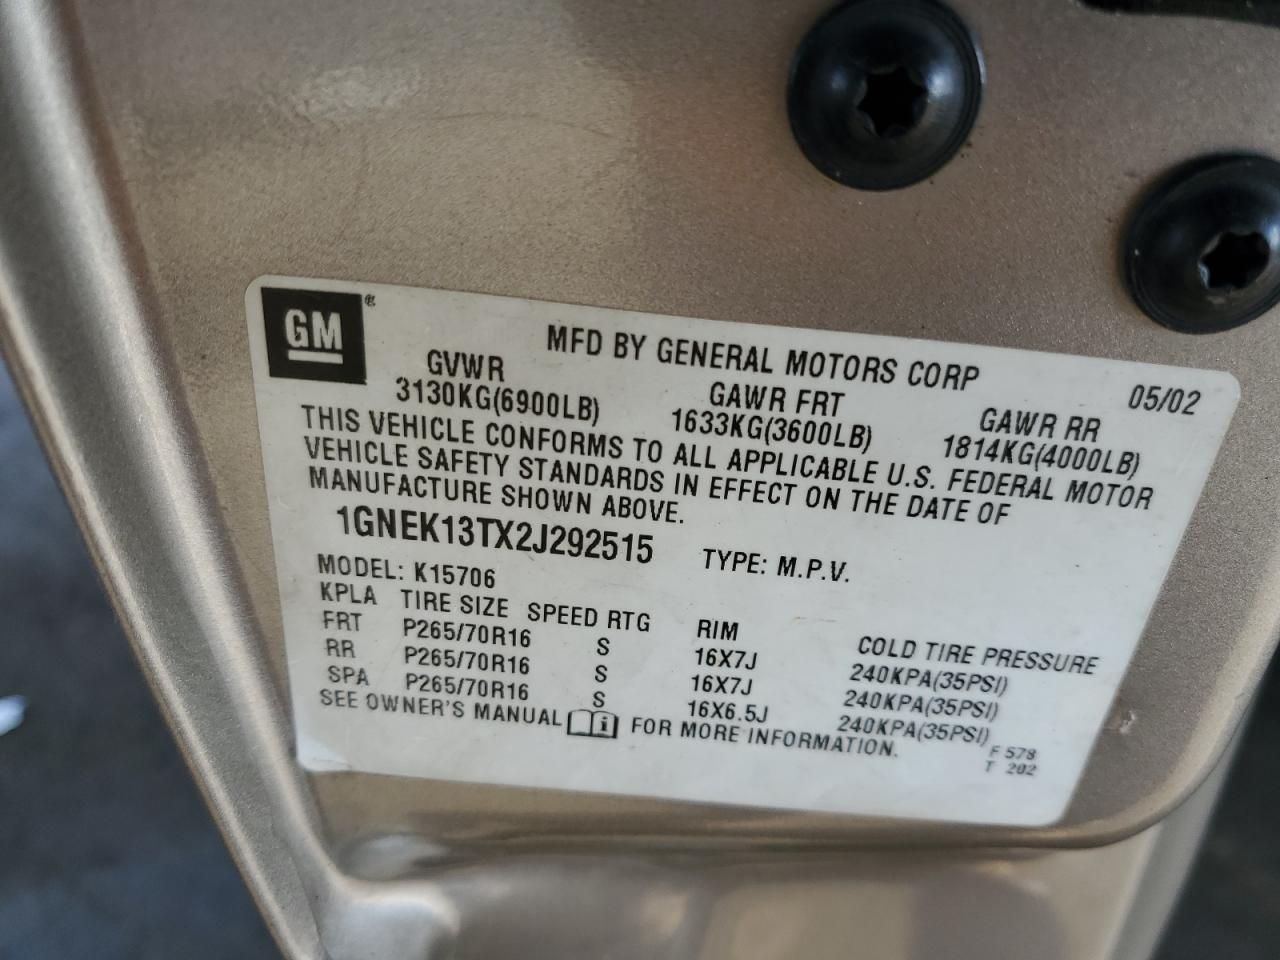 GM ®
MFD BY GENERAL MOTORS CORP 05/02
GVWR GAWR FRT GAWR RR
3130KG(6900LB) 1633KG(3600LB) 1814KG(4000LB)
THIS VEHICLE CONFORMS TO ALL APPLICABLE U.S. FEDERAL MOTOR
VEHICLE SAFETY STANDARDS IN EFFECT ON THE DATE OF
MANUFACTURE SHOWN ABOVE.
1GNEK13TX2J292515 TYPE: M.P.V.
MODEL: K15706
KPLA TIRE SIZE SPEED RTG RIM COLD TIRE PRESSURE
FRT P265/70R16 S 16X7J 240KPA(35PSI)
RR P265/70R16 S 16X7J 240KPA(35PSI)
SPA P265/70R16 S 16X6.5J 240KPA(35PSI)
SEE OWNER'S MANUAL i FOR MORE INFORMATION.
F 578
T 202